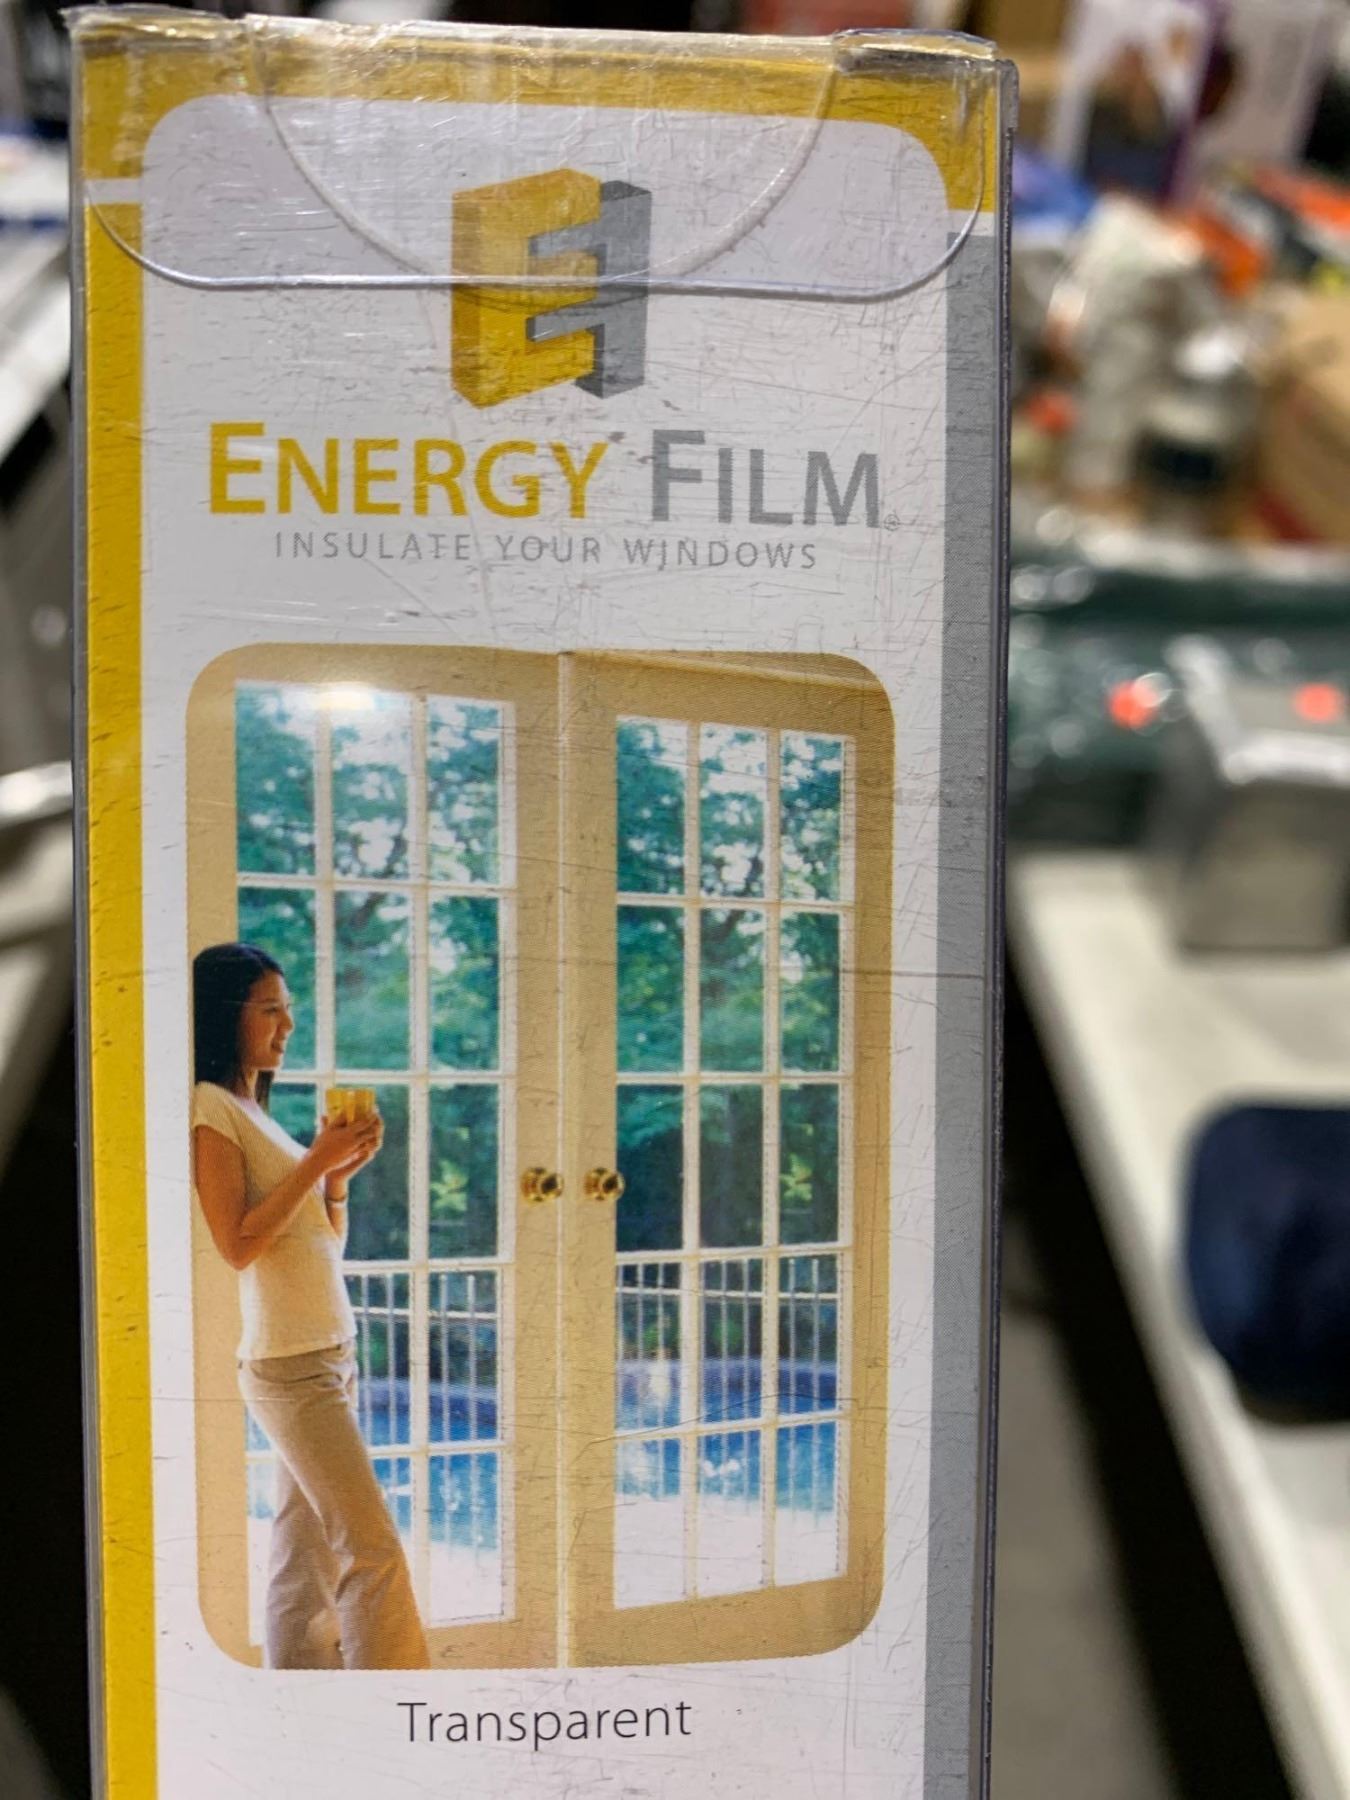 ENERGY FILM®
INSULATE YOUR WINDOWS
Transparent